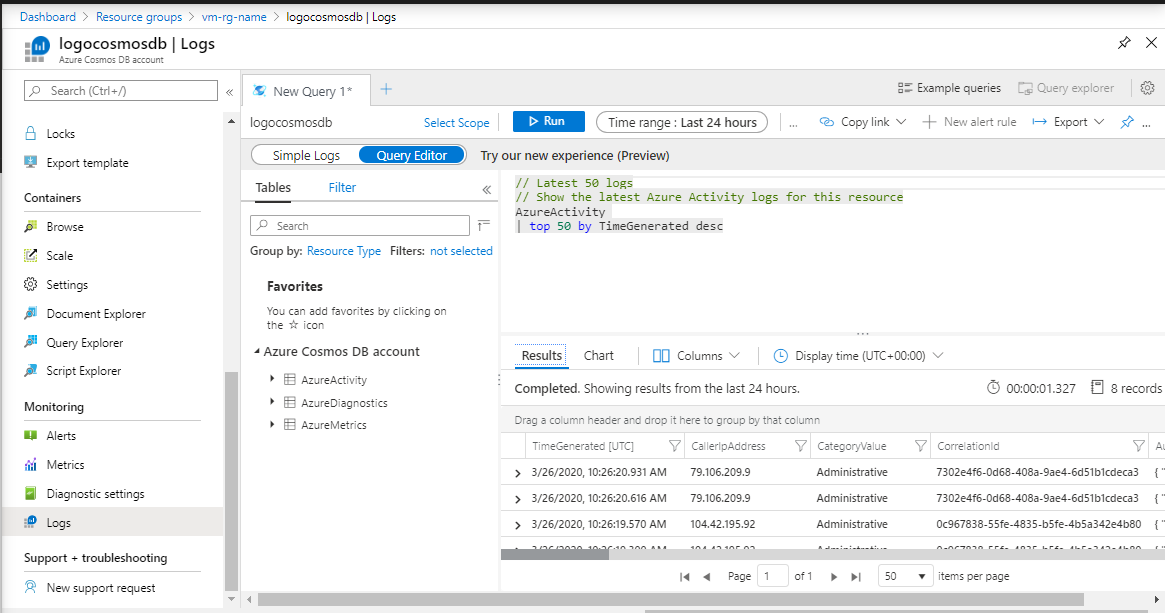 Dashboard > Resource groups > vm-rg-name > logocosmosdb | Logs
logocosmosdb | Logs
Azure Cosmos DB account
Search (Ctrl+/)
«
Locks
Export template
Containers
Browse
Scale
Settings
Document Explorer
Query Explorer
Script Explorer
Monitoring
Alerts
Metrics
Diagnostic settings
Logs
Support + troubleshooting
New support request
New Query 1*
+
Example queries
Query explorer
logocosmosdb
Select Scope
Run
Time range : Last 24 hours
...
Copy link
New alert rule
Export
...
Simple Logs
Query Editor
Try our new experience (Preview)
Tables
Filter
«
Search
Group by: Resource Type Filters: not selected
Favorites
You can add favorites by clicking on
the ☆ icon
Azure Cosmos DB account
AzureActivity
AzureDiagnostics
AzureMetrics
// Latest 50 logs
// Show the latest Azure Activity logs for this resource
AzureActivity
| top 50 by TimeGenerated desc
Results
Chart
Columns
Display time (UTC+00:00)
Completed. Showing results from the last 24 hours.
00:00:01.327
8 records
Drag a column header and drop it here to group by that column
TimeGenerated [UTC] CallerIpAddress CategoryValue CorrelationId
3/26/2020, 10:26:20.931 AM 79.106.209.9 Administrative 7302e4f6-0d68-408a-9ae4-6d51b1cdeca3 {"
3/26/2020, 10:26:20.616 AM 79.106.209.9 Administrative 7302e4f6-0d68-408a-9ae4-6d51b1cdeca3 {"
3/26/2020, 10:26:19.570 AM 104.42.195.92 Administrative 0c967838-55fe-4835-b5fe-4b5a342e4b80 {"
Page 1 of 1
50
items per page